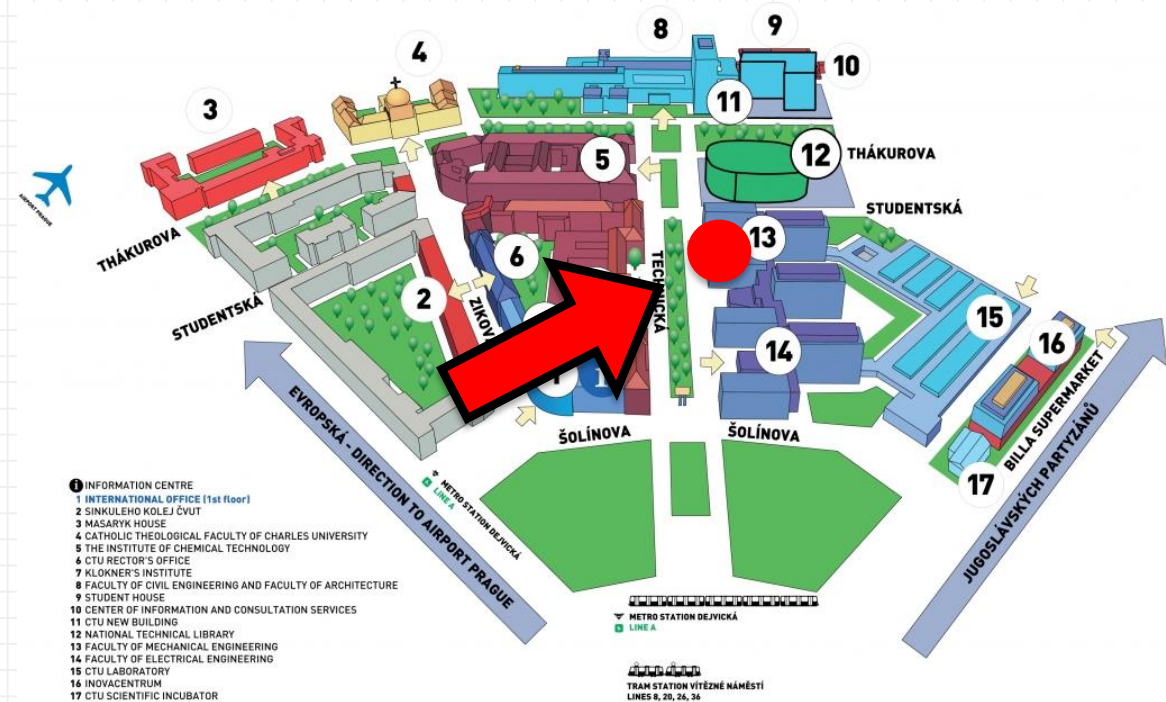 8
9
10
4
3
11
5
12
THÁKUROVA
AIRPORT PRAGUE
STUDENTSKÁ
THÁKUROVA
13
6
TECHNICKÁ
2
ZIKOVA
STUDENTSKÁ
15
16
14
BILLA SUPERMARKET
ŠOLÍNOVA
ŠOLÍNOVA
17
EVROPSKÁ - DIRECTION TO AIRPORT PRAGUE
JUGOSLÁVSKÝCH PARTYZÁNŮ
METRO STATION DEJVICKÁ
LINE A
i INFORMATION CENTRE
1 INTERNATIONAL OFFICE (1st floor)
2 SINKULEHO KOLEJ ČVUT
3 MASARYK HOUSE
4 CATHOLIC THEOLOGICAL FACULTY OF CHARLES UNIVERSITY
5 THE INSTITUTE OF CHEMICAL TECHNOLOGY
6 CTU RECTOR'S OFFICE
7 KLOKNER'S INSTITUTE
8 FACULTY OF CIVIL ENGINEERING AND FACULTY OF ARCHITECTURE
9 STUDENT HOUSE
10 CENTER OF INFORMATION AND CONSULTATION SERVICES
11 CTU NEW BUILDING
12 NATIONAL TECHNICAL LIBRARY
13 FACULTY OF MECHANICAL ENGINEERING
14 FACULTY OF ELECTRICAL ENGINEERING
15 CTU LABORATORY
16 INOVACENTRUM
17 CTU SCIENTIFIC INCUBATOR
METRO STATION DEJVICKÁ
LINE A
TRAM STATION VÍTĚZNÉ NÁMĚSTÍ
LINES 8, 20, 26, 36